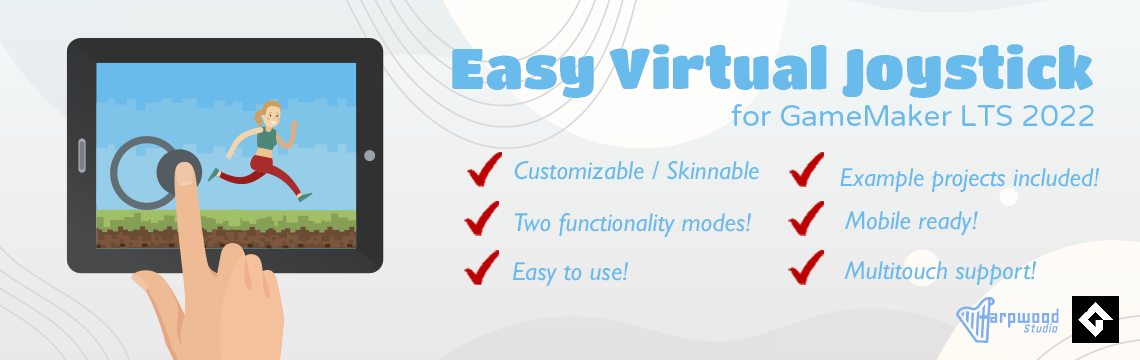 Easy Virtual Joystick
for GameMaker LTS 2022
Customizable / Skinnable
Two functionality modes!
Easy to use!
Example projects included!
Mobile ready!
Multitouch support!
Harpwood
Studio